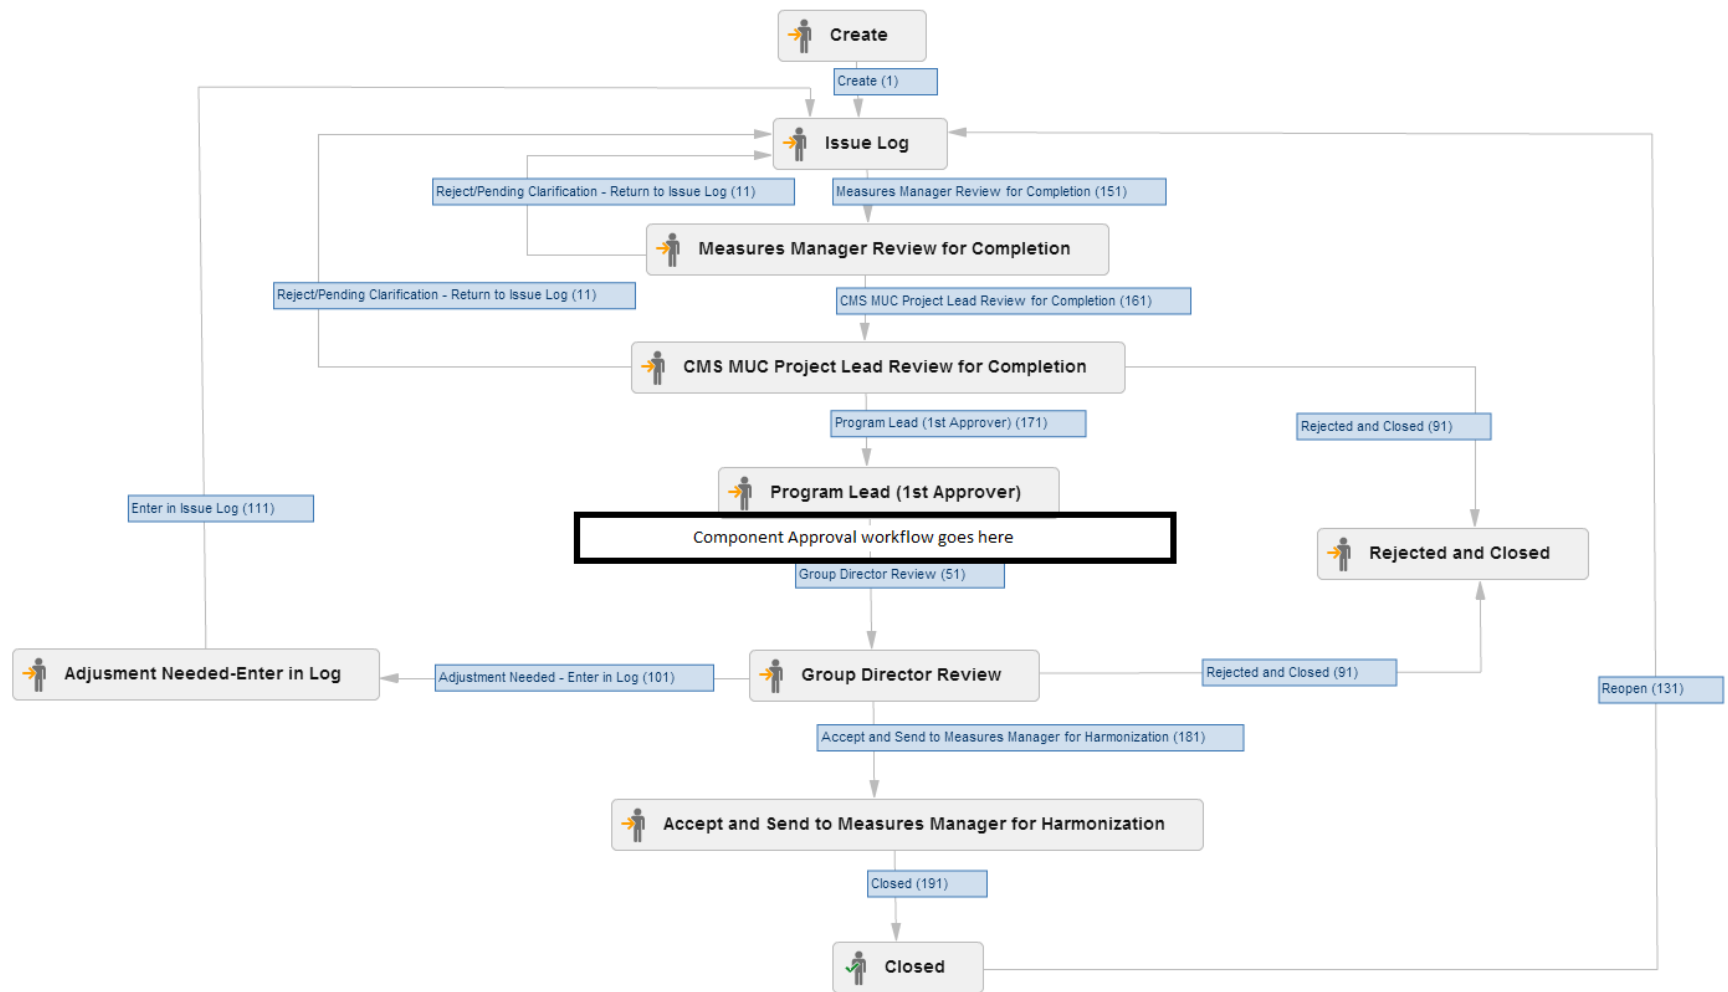 Create
Create (1)
Issue Log
Reject/Pending Clarification - Return to Issue Log (11)
Measures Manager Review for Completion (151)
Measures Manager Review for Completion
Reject/Pending Clarification - Return to Issue Log (11)
CMS MUC Project Lead Review for Completion (161)
CMS MUC Project Lead Review for Completion
Program Lead (1st Approver) (171)
Rejected and Closed (91)
Program Lead (1st Approver)
Enter in Issue Log (111)
Component Approval workflow goes here
Rejected and Closed
Group Director Review (51)
Adjusment Needed-Enter in Log
Adjustment Needed - Enter in Log (101)
Group Director Review
Rejected and Closed (91)
Reopen (131)
Accept and Send to Measures Manager for Harmonization (181)
Accept and Send to Measures Manager for Harmonization
Closed (191)
Closed